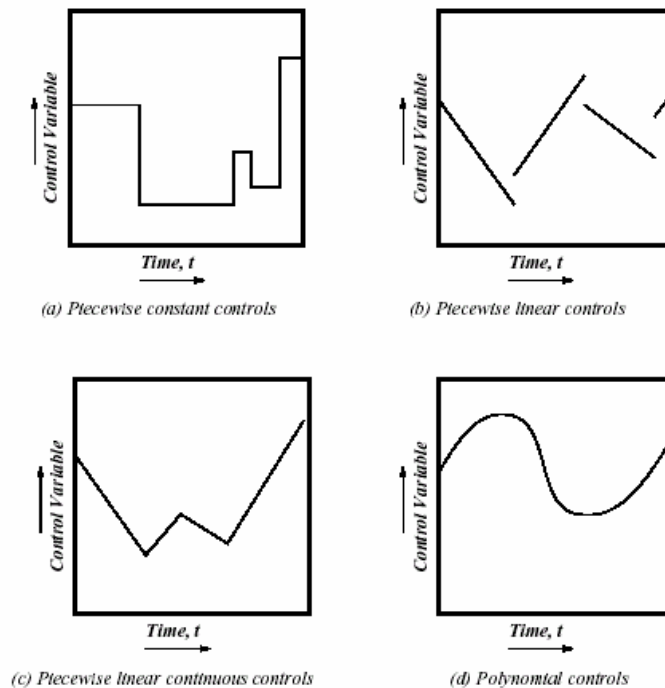 Control Variable
Time, t
(a) Piecewise constant controls
Control Variable
Time, t
(b) Piecewise linear controls
Control Variable
Time, t
(c) Piecewise linear continuous controls
Control Variable
Time, t
(d) Polynomial controls